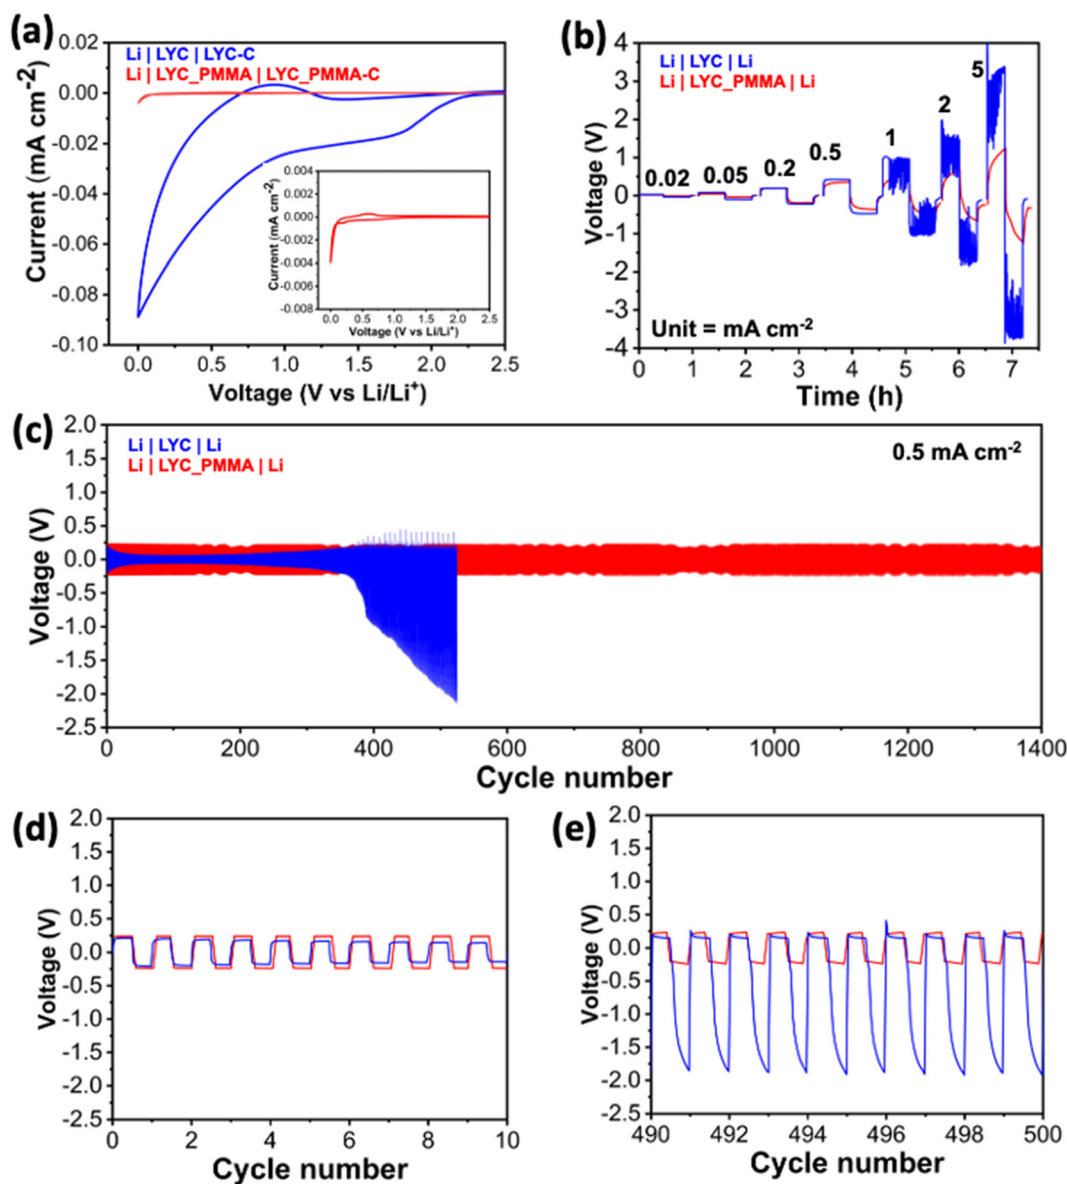 (a)
0.02
0.00
-0.02
-0.04
-0.06
-0.08
-0.10
Current (mA cm⁻²)
Li | LYC | LYC-C
Li | LYC_PMMA | LYC_PMMA-C
0.004
0.002
0.000
-0.002
-0.004
-0.006
-0.008
Current (mA cm⁻²)
0.0 0.5 1.0 1.5 2.0 2.5
Voltage (V vs Li/Li⁺)
0.0 1.0 2.0 2.5
Voltage (V vs Li/Li⁺)
(b)
4
3
2
1
0
-1
-2
-3
-4
Voltage (V)
Li | LYC | Li
Li | LYC_PMMA | Li
0.02 0.05 0.2 0.5 1 2 5
Unit = mA cm⁻²
0 1 2 3 4 5 6 7
Time (h)
(c)
2.0
1.5
1.0
0.5
0.0
-0.5
-1.0
-1.5
-2.0
-2.5
Voltage (V)
Li | LYC | Li
Li | LYC_PMMA | Li
0.5 mA cm⁻²
0 200 400 600 800 1000 1200 1400
Cycle number
(d)
2.0
1.5
1.0
0.5
0.0
-0.5
-1.0
-1.5
-2.0
-2.5
Voltage (V)
0 2 4 6 8 10
Cycle number
(e)
2.0
1.5
1.0
0.5
0.0
-0.5
-1.0
-1.5
-2.0
-2.5
Voltage (V)
490 492 494 496 498 500
Cycle number